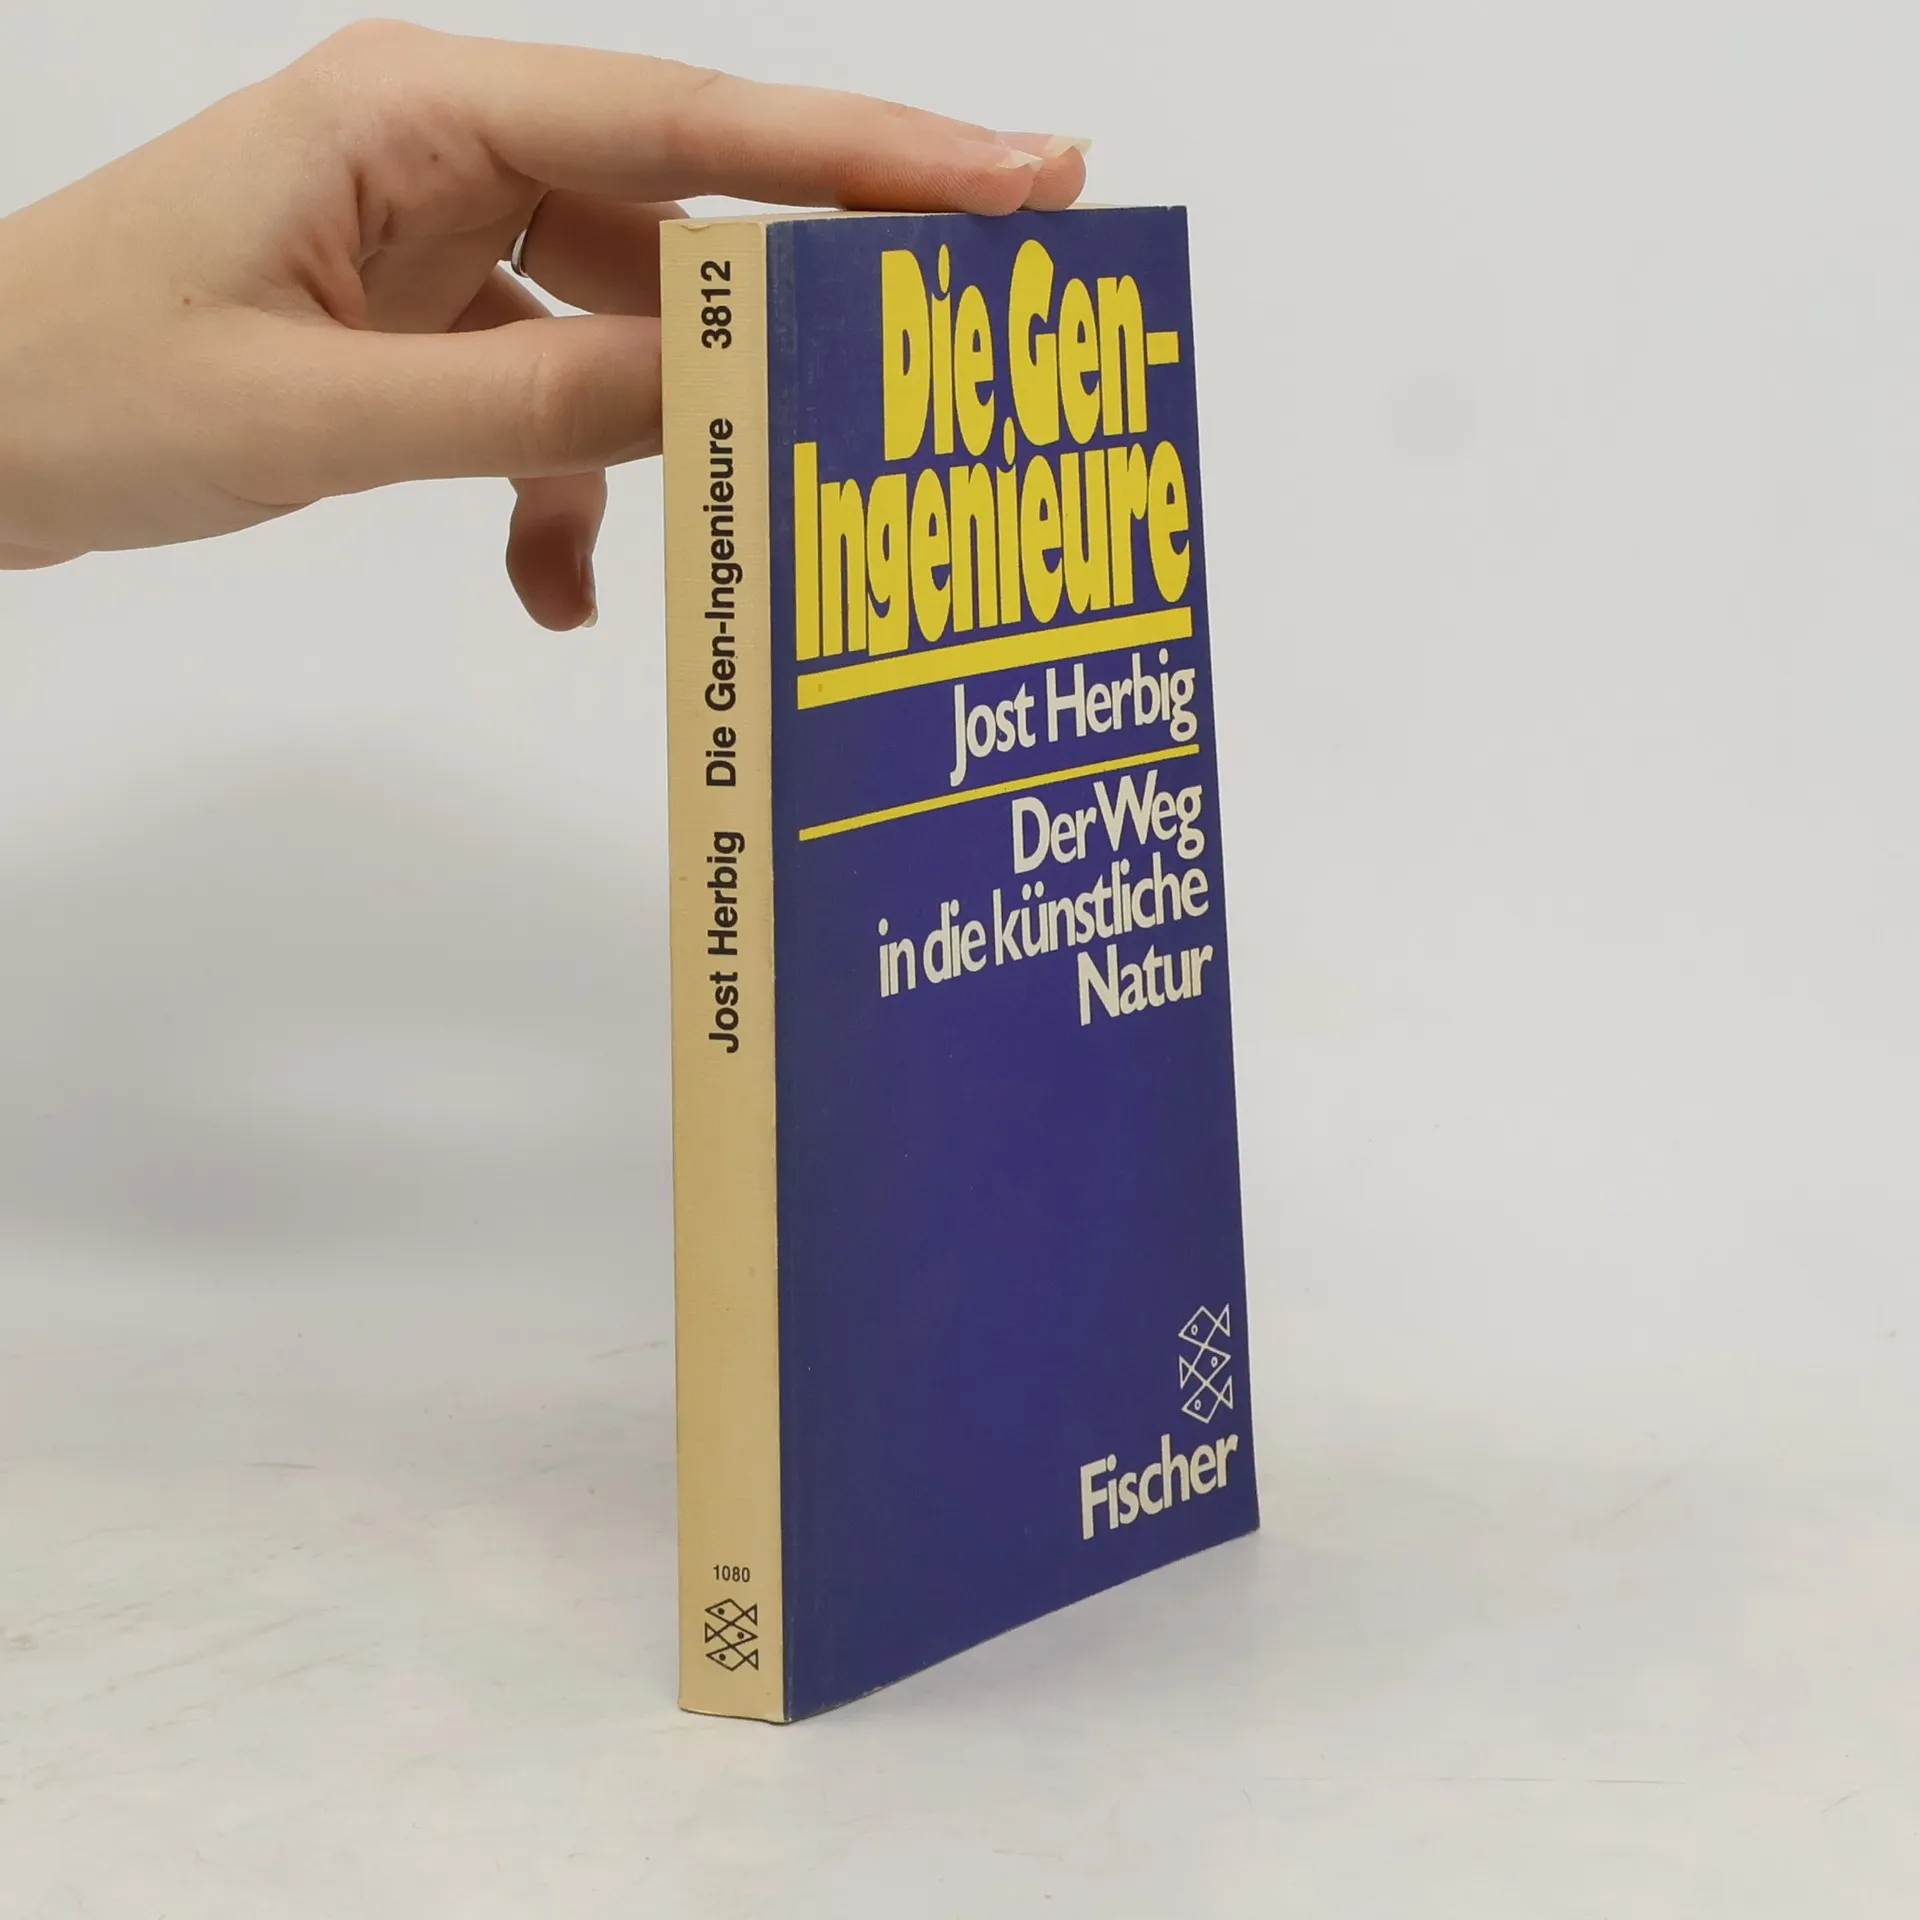 Jost Herbig Die Gen-Ingenieure 3812
1080
Die Gen-
Ingenieure
Jost Herbig
Der Weg
in die künstliche
Natur
Fischer